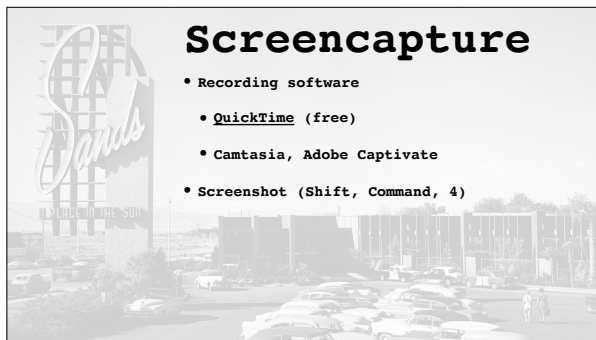 Screencapture
• Recording software
• QuickTime (free)
• Camtasia, Adobe Captivate
• Screenshot (Shift, Command, 4)
Sands
A PLACE IN THE SUN